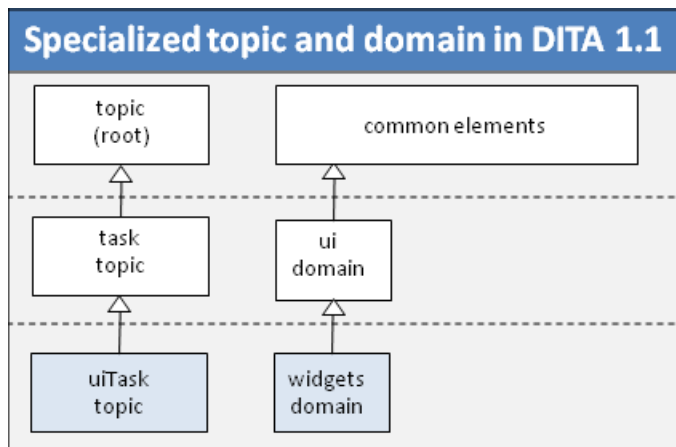 Specialized topic and domain in DITA 1.1
topic
(root)
common elements
task
topic
ui
domain
uiTask
topic
widgets
domain